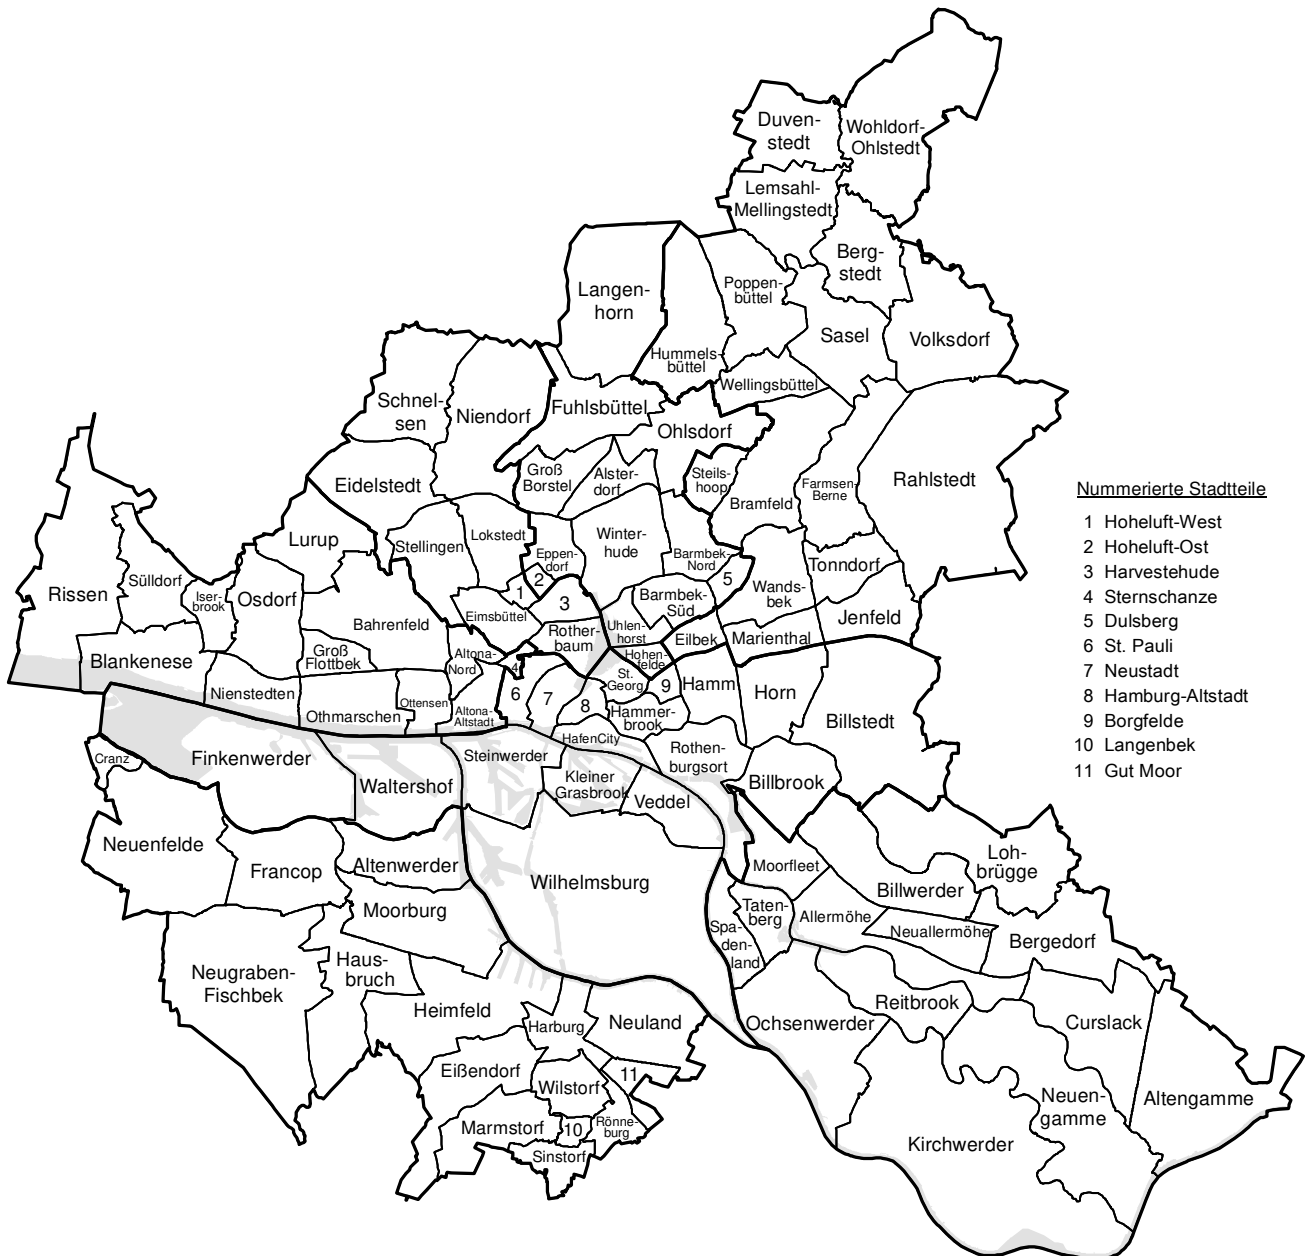 Duven-
stedt
Wohldorf-
Ohlstedt
Lemsahl-
Mellingstedt
Berg-
stedt
Poppen-
büttel
Langen-
horn
Hummels-
büttel
Sasel
Volksdorf
Wellingsbüttel
Schnel-
sen
Niendorf
Fuhlsbüttel
Ohlsdorf
Eidelstedt
Groß
Borstel
Alster-
dorf
Steils-
hoop
Bramfeld
Farmsen
Berne
Rahlstedt
Lurup
Stellingen
Lokstedt
Eppen-
dorf
Winter-
hude
Barmbek-
Nord
5
Wands-
bek
Tonndorf
Rissen
Sülldorf
Iser-
brook
Osdorf
Bahrenfeld
Eimsbüttel
1
2
3
Barmbek-
Süd
Jenfeld
Blankenese
Groß
Flottbek
Altona-
Nord
4
Rother-
baum
Uhlen-
horst
Hohen-
felde
Eilbek
Marienthal
Nienstedten
Othmarschen
Ottensen
Altona-
Altstadt
6
7
8
St.
Georg
9
Hamm
Horn
Billstedt
Hammer-
brook
HafenCity
Cranz
Finkenwerder
Waltershof
Steinwerder
Kleiner
Grasbrook
Veddel
Rothen-
burgsort
Billbrook
Neuenfelde
Francop
Altenwerder
Moorburg
Wilhelmsburg
Moorfleet
Billwerder
Loh-
brügge
Taten-
berg
Spa-
den-
land
Allermöhe
Neuallermöhe
Bergedorf
Neugraben-
Fischbek
Haus-
bruch
Heimfeld
Harburg
Neuland
Ochsenwerder
Reitbrook
Curslack
Eißendorf
Wilstorf
11
Neuen-
gamme
Altengamme
Marmstorf
10
Rönne-
burg
Sinstorf
Kirchwerder
Nummerierte Stadtteile
1 Hoheluft-West
2 Hoheluft-Ost
3 Harvestehude
4 Sternschanze
5 Dulsberg
6 St. Pauli
7 Neustadt
8 Hamburg-Altstadt
9 Borgfelde
10 Langenbek
11 Gut Moor